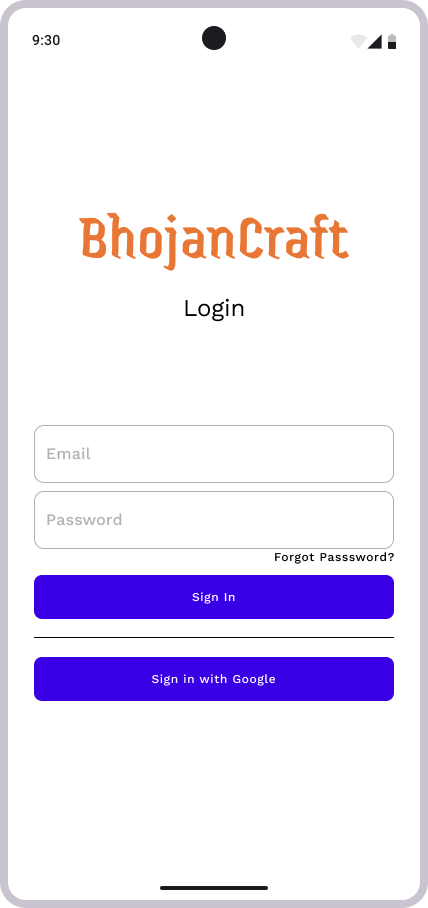 9:30
BhojanCraft
Login
Email
Password
Forgot Passsword?
Sign In
Sign in with Google